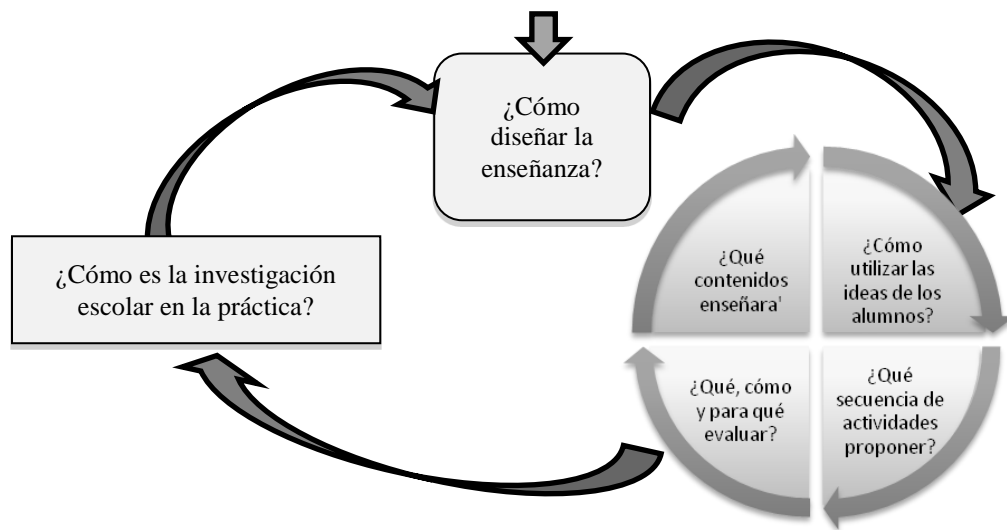 ¿Cómo
diseñar la
enseñanza?
¿Qué
contenidos
enseñara'
¿Cómo
utilizar las
ideas de los
alumnos?
¿Qué
secuencia de
actividades
proponer?
¿Qué, cómo
y para qué
evaluar?
¿Cómo es la investigación
escolar en la práctica?